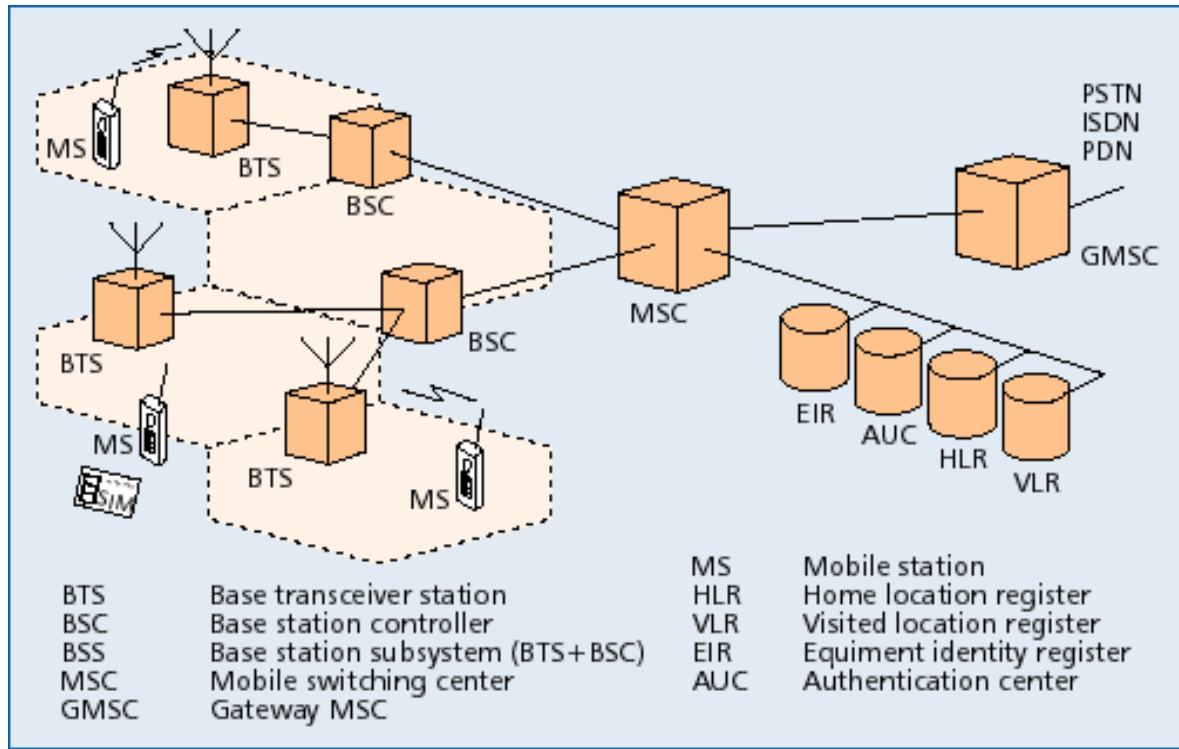 PSTN
ISDN
PDN
MS
BTS
BSC
GMSC
MSC
BTS
BSC
EIR
AUC
HLR
VLR
MS
SIM
BTS
MS
BTS Base transceiver station
BSC Base station controller
BSS Base station subsystem (BTS+BSC)
MSC Mobile switching center
GMSC Gateway MSC
MS Mobile station
HLR Home location register
VLR Visited location register
EIR Equiment identity register
AUC Authentication center